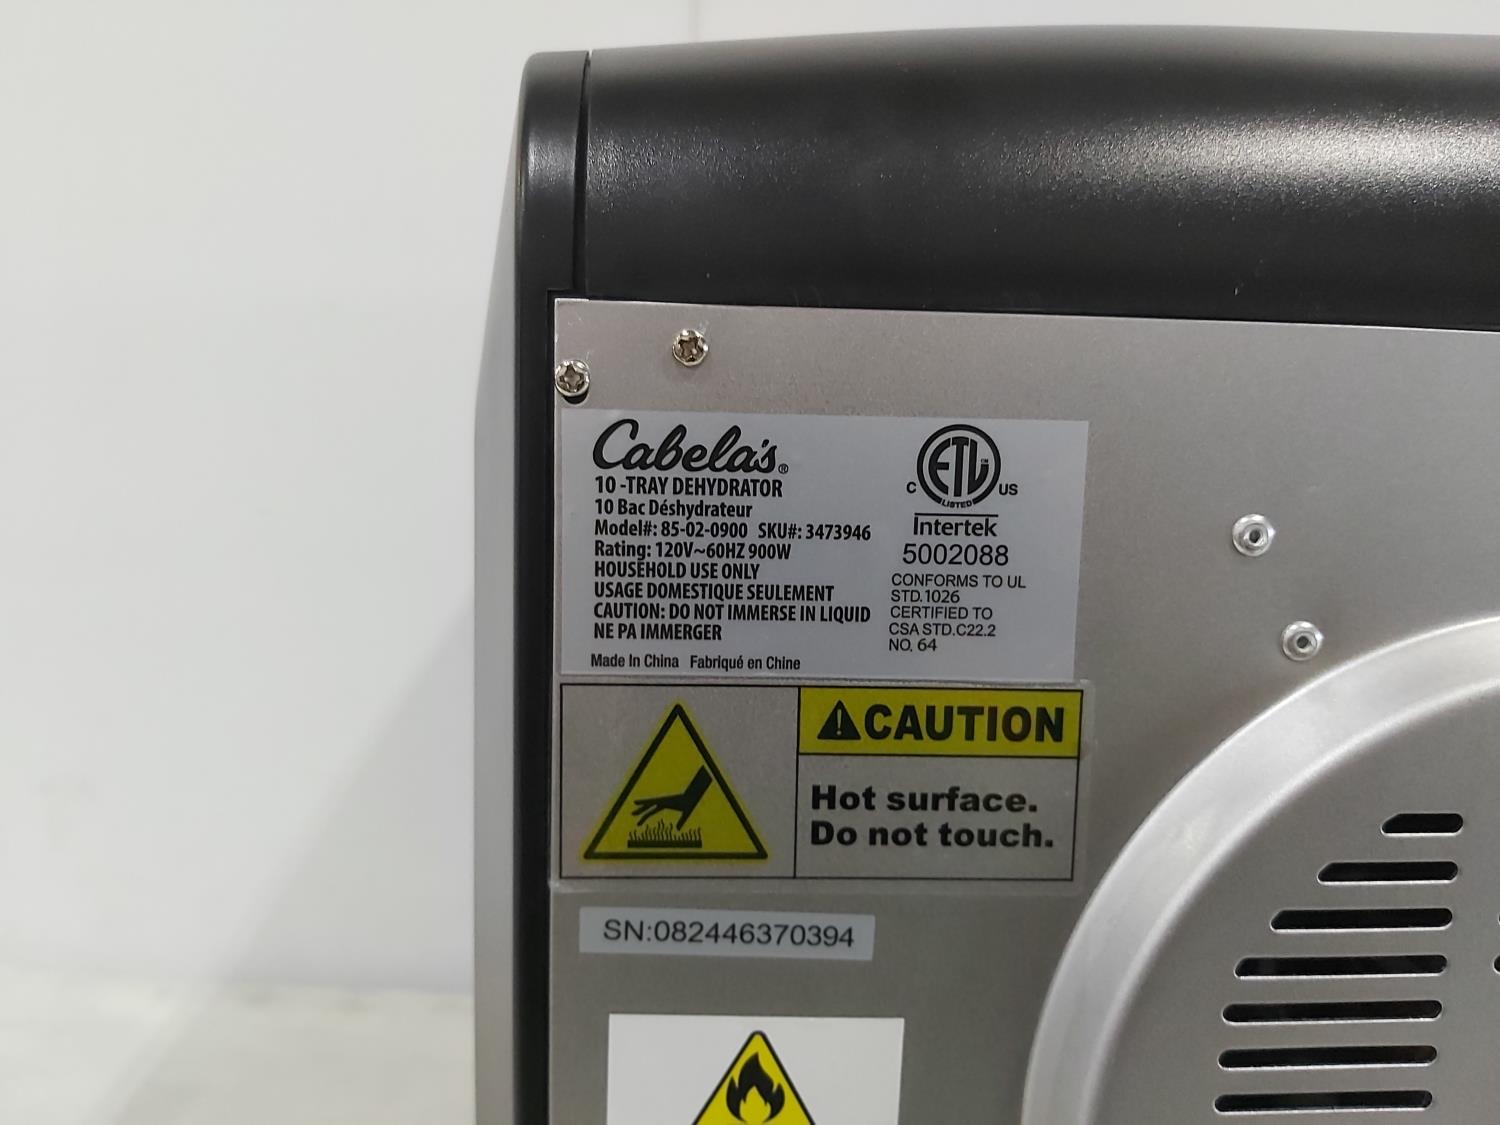 Cabela's®
10 -TRAY DEHYDRATOR
10 Bac Déshydrateur
Model#: 85-02-0900 SKU#: 3473946
Rating: 120V~60HZ 900W
HOUSEHOLD USE ONLY
USAGE DOMESTIQUE SEULEMENT
CAUTION: DO NOT IMMERSE IN LIQUID
NE PA IMMERGER
Made In China Fabriqué en Chine
ETL CM
LISTED
C US
Intertek
5002088
CONFORMS TO UL
STD.1026
CERTIFIED TO
CSA STD.C22.2
NO. 64
CAUTION
Hot surface.
Do not touch.
SN:082446370394